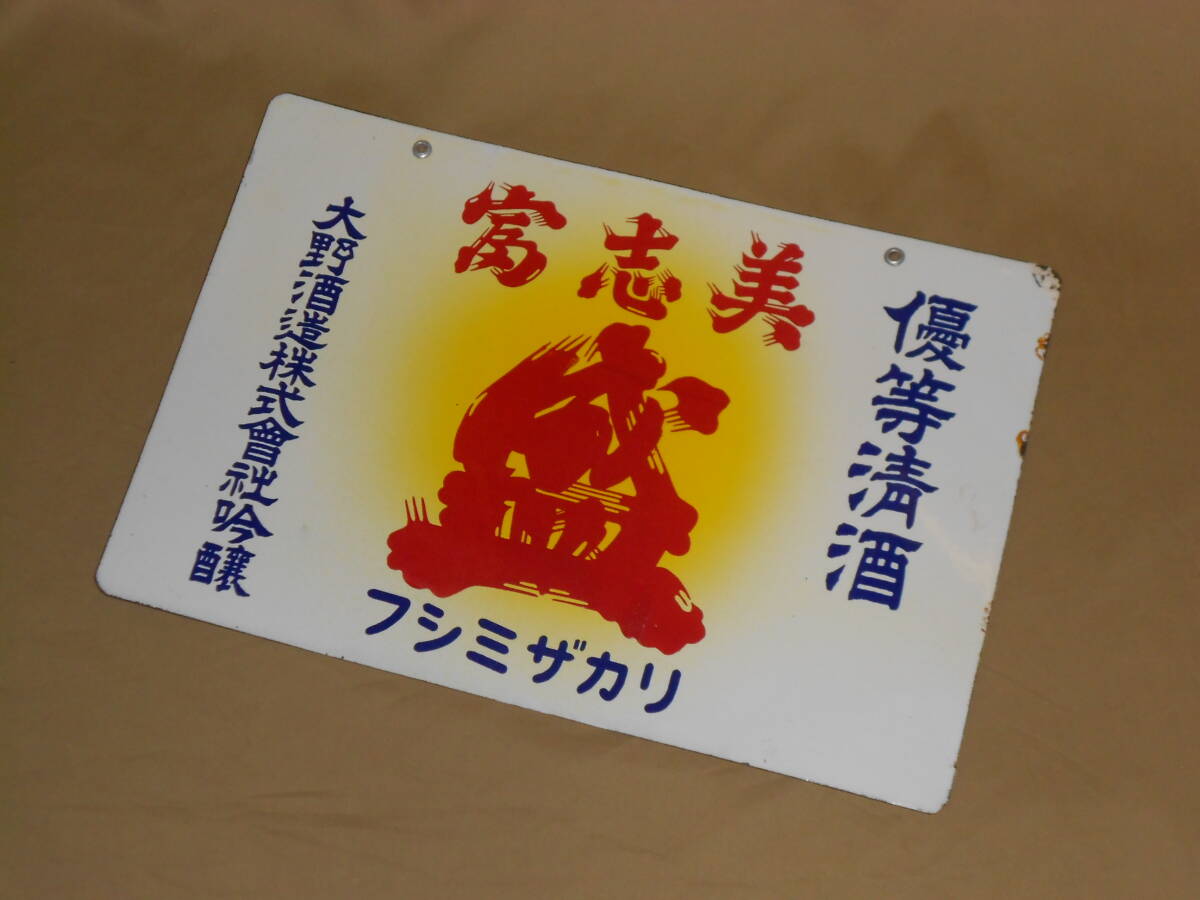 優等清酒
富志美
盛
フシミザカリ
大野酒造株式會社吟醸